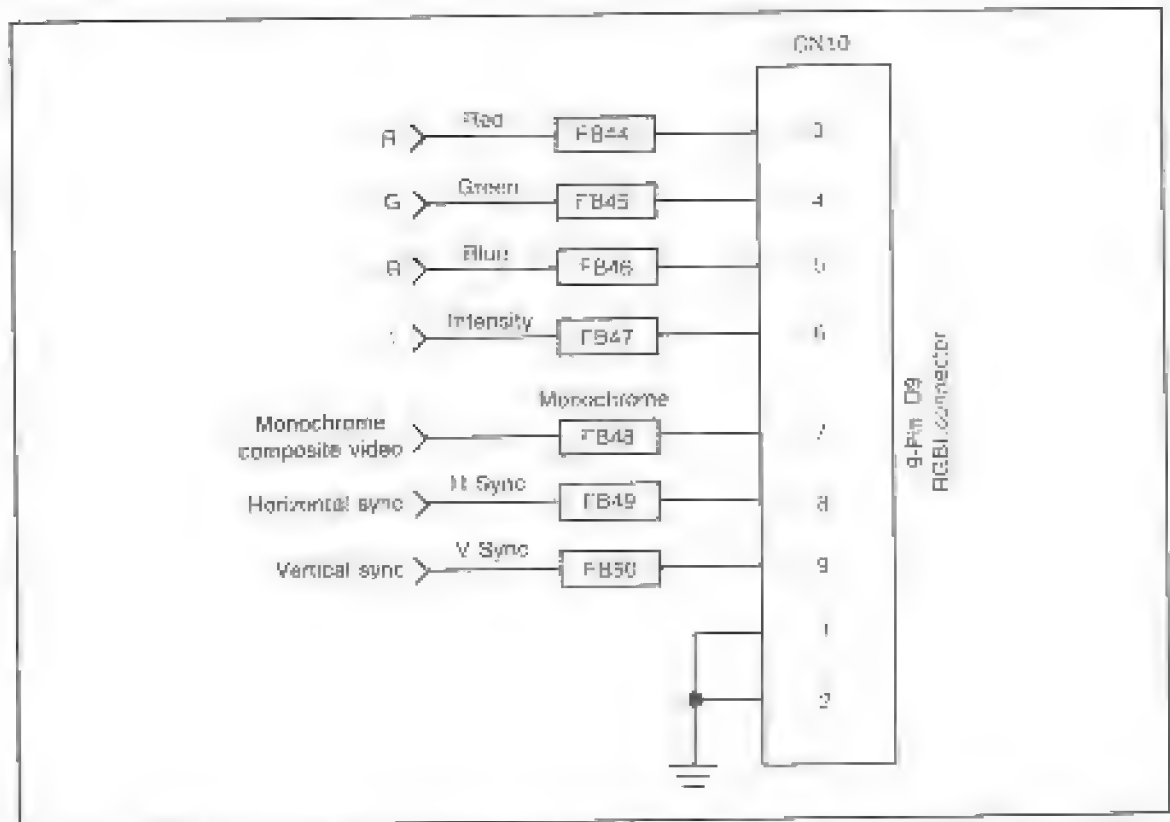 CN10
R
Red
FB44
3
G
Green
FB45
4
B
Blue
FB46
5
I
Intensity
FB47
6
Monochrome
Monochrome
composite video
FB48
7
Horizontal sync
H Sync
FB49
8
Vertical sync
V Sync
FB50
9
1
2
9-Pin D9
RGBI connector